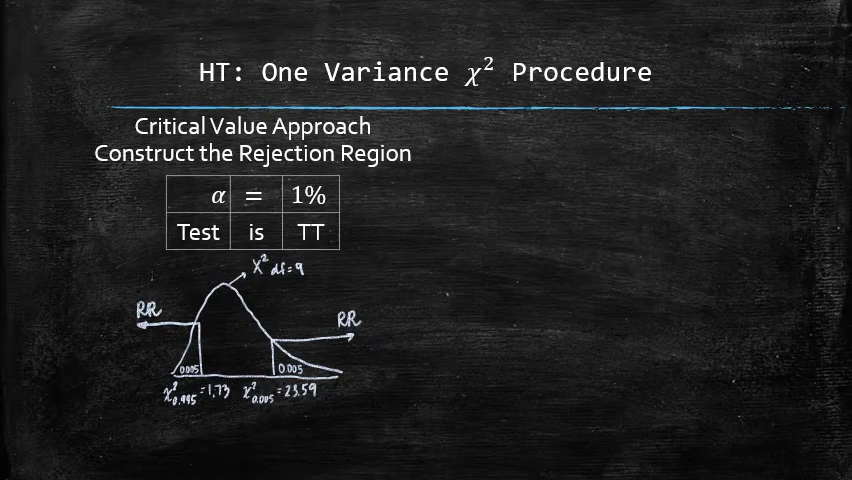 HT: One Variance χ² Procedure
Critical Value Approach
Construct the Rejection Region
α = 1%
Test is TT
χ² df=9
RR
RR
0.005 0.005
χ²0.995 =1.73 χ²0.005 =23.59